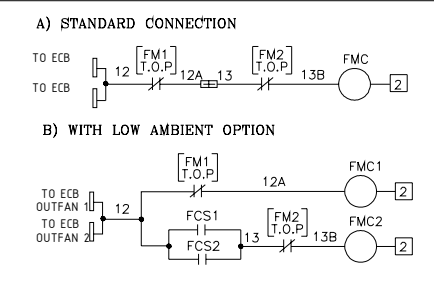 A) STANDARD CONNECTION
TO ECB
TO ECB
12
FM1
T.O.P
12A
13
FM2
T.O.P
13B
FMC
2
B) WITH LOW AMBIENT OPTION
FM1
T.O.P
12A
FMC1
2
TO ECB
OUTFAN 1
TO ECB
OUTFAN 2
12
FCS1
FCS2
13
FM2
T.O.P
13B
FMC2
2